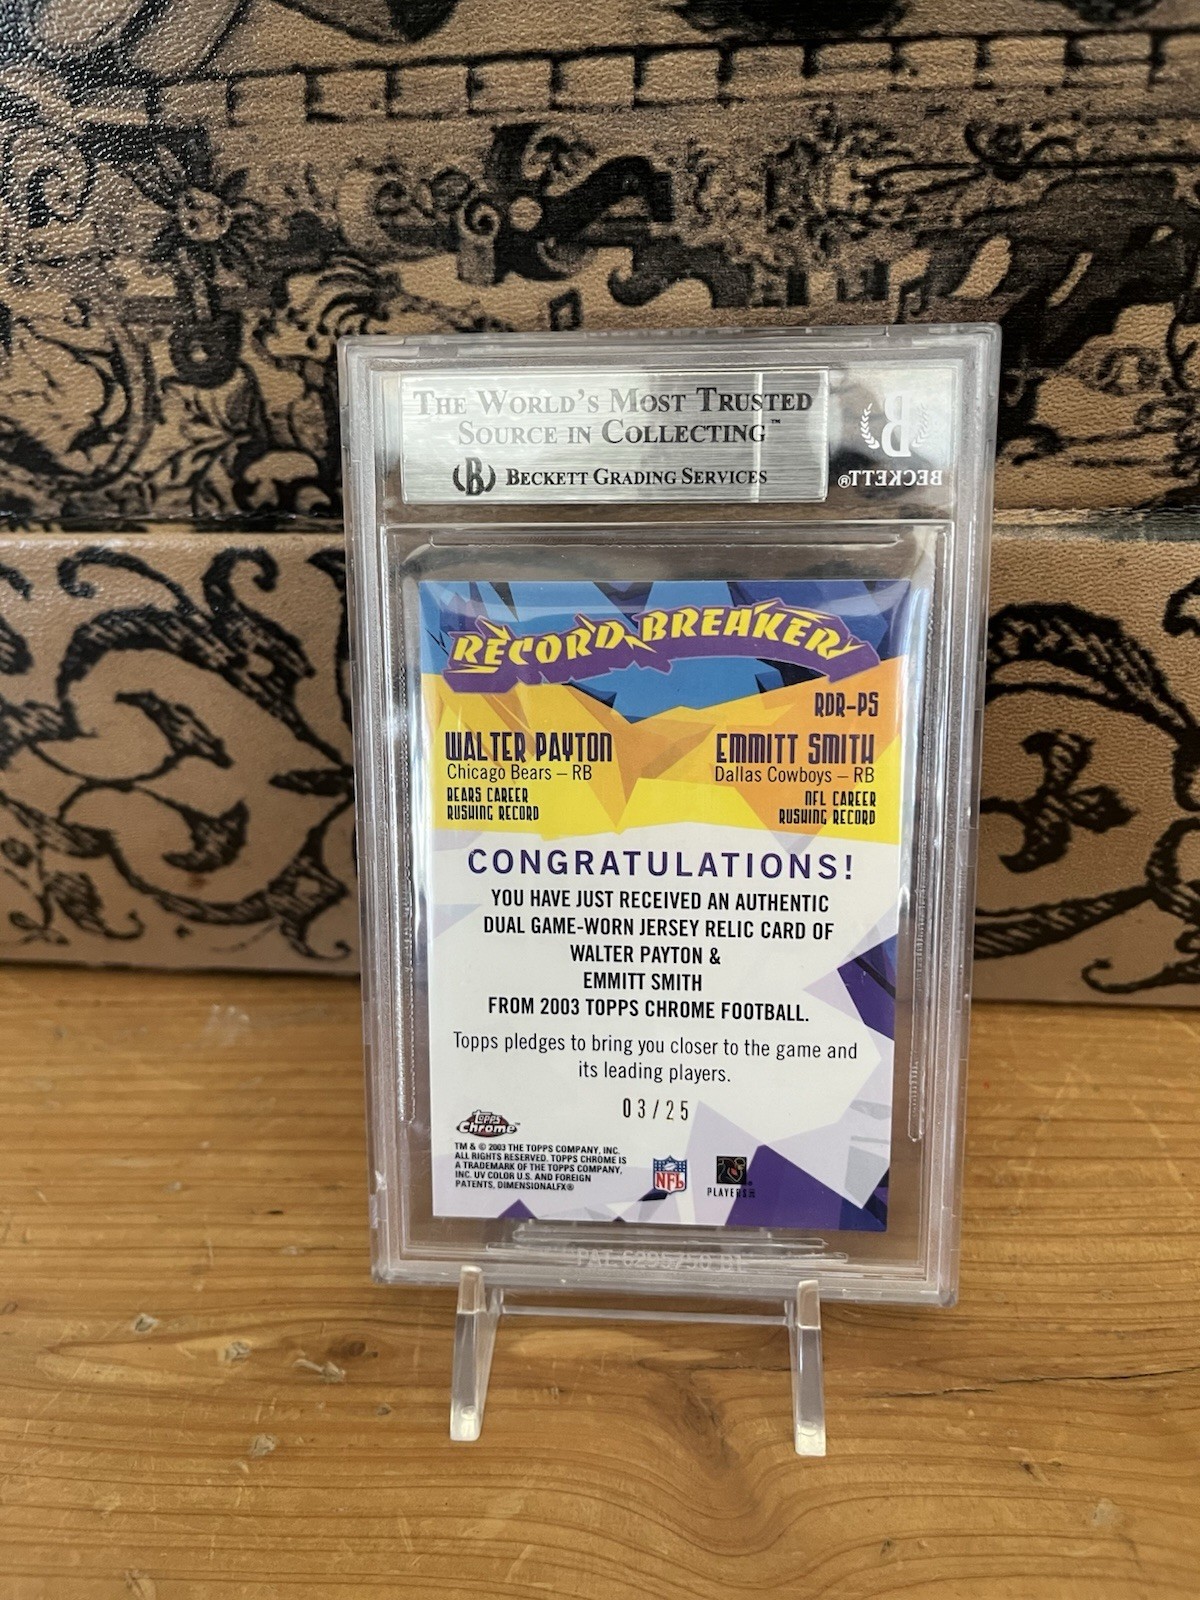 THE WORLD'S MOST TRUSTED
SOURCE IN COLLECTING™
B BECKETT GRADING SERVICES
B
BECKETT®
RECORD BREAKER
RDR-PS
WALTER PAYTON
Chicago Bears – RB
BEARS CAREER
RUSHING RECORD
EMMITT SMITH
Dallas Cowboys – RB
NFL CAREER
RUSHING RECORD
CONGRATULATIONS!
YOU HAVE JUST RECEIVED AN AUTHENTIC
DUAL GAME-WORN JERSEY RELIC CARD OF
WALTER PAYTON &
EMMITT SMITH
FROM 2003 TOPPS CHROME FOOTBALL.
Topps pledges to bring you closer to the game and
its leading players.
03/25
TOPPS
Chrome™
TM & © 2003 THE TOPPS COMPANY, INC.
ALL RIGHTS RESERVED. TOPPS CHROME IS
A TRADEMARK OF THE TOPPS COMPANY,
INC. UV COLOR U.S. AND FOREIGN
PATENTS, DIMENSIONALFX®
NFL
PLAYERS
PAT.